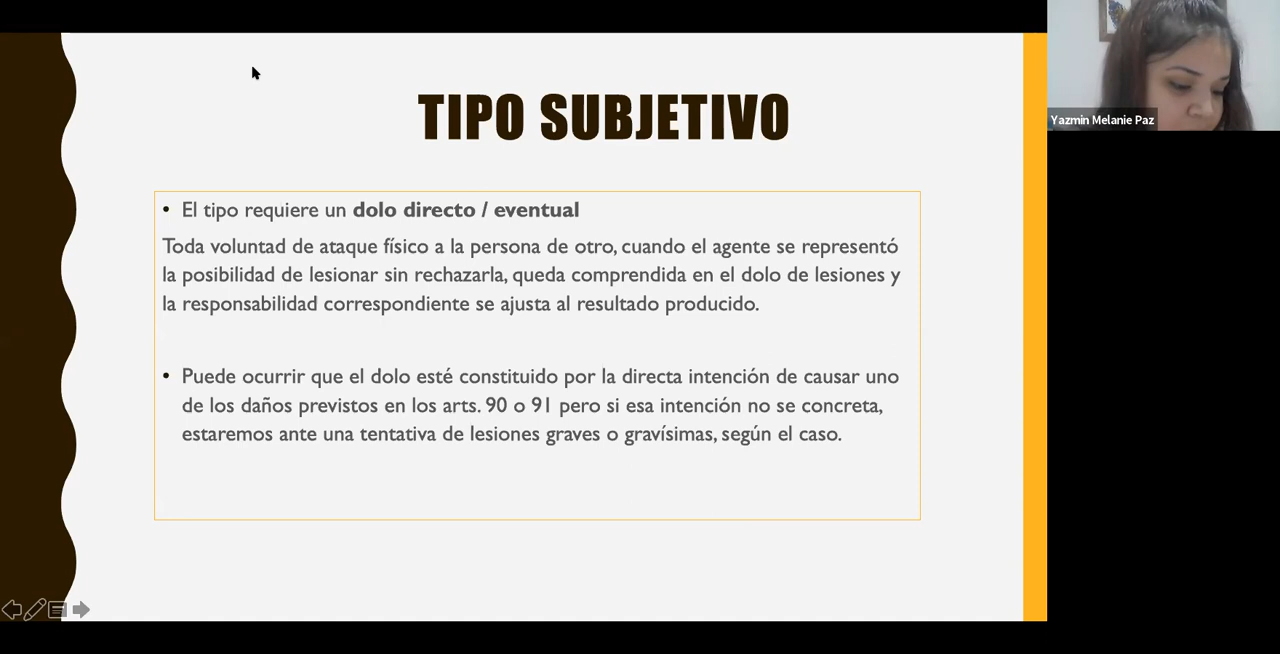 TIPO SUBJETIVO
• El tipo requiere un dolo directo / eventual
Toda voluntad de ataque físico a la persona de otro, cuando el agente se representó
la posibilidad de lesionar sin rechazarla, queda comprendida en el dolo de lesiones y
la responsabilidad correspondiente se ajusta al resultado producido.
• Puede ocurrir que el dolo esté constituido por la directa intención de causar uno
de los daños previstos en los arts. 90 o 91 pero si esa intención no se concreta,
estaremos ante una tentativa de lesiones graves o gravísimas, según el caso.
Yazmin Melanie Paz